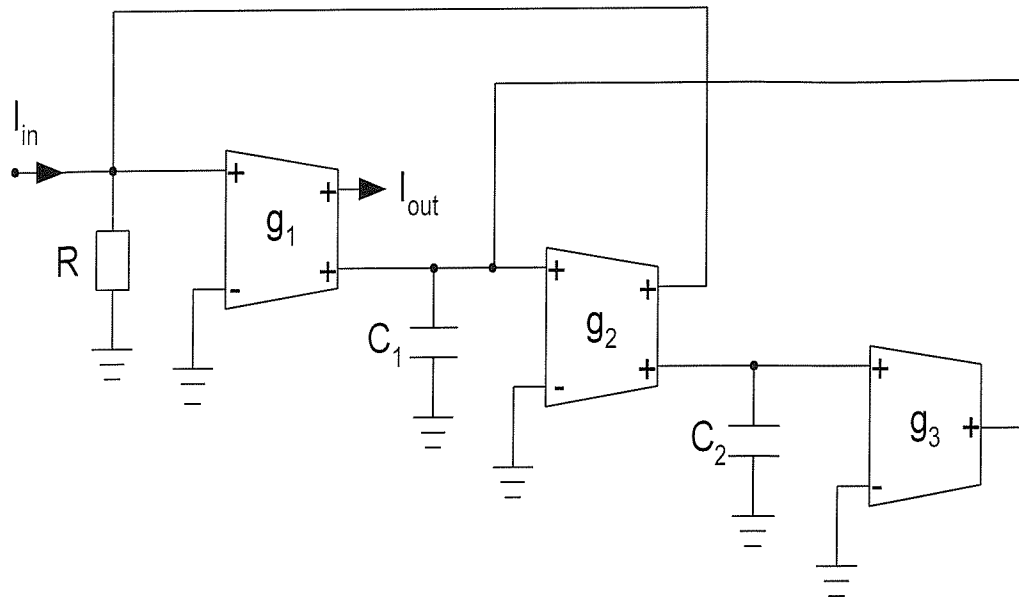 I_in
+
+
I_out
g_1
R
+
-
+
+
C_1
g_2
+
-
+
C_2
g_3
+
-